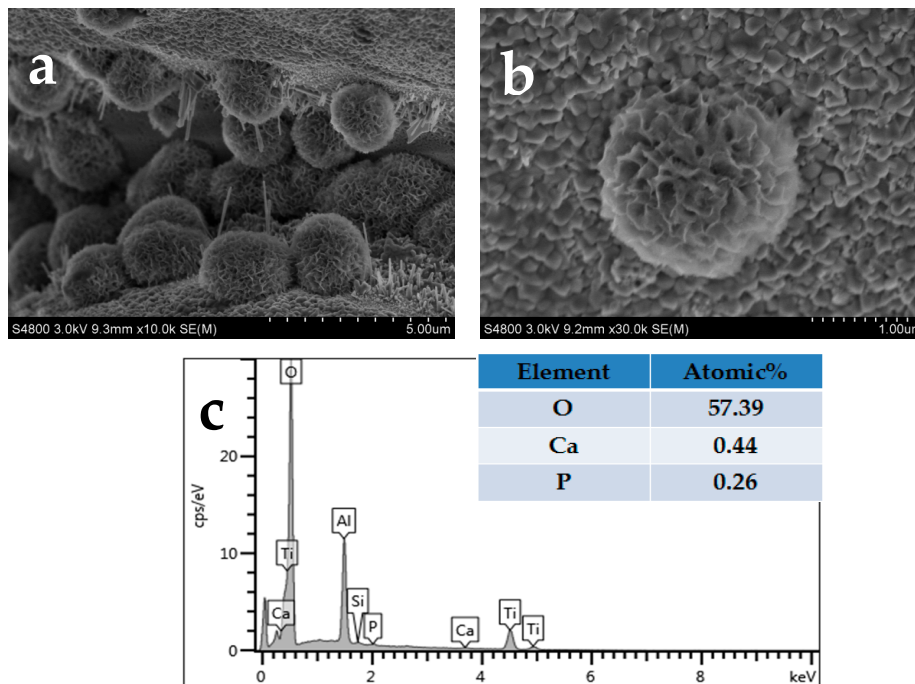 a
b
S4800 3.0kV 9.3mm x10.0k SE(M) 5.00um
S4800 3.0kV 9.2mm x30.0k SE(M) 1.00um
c
Element Atomic%
O 57.39
Ca 0.44
P 0.26
O
Ti
Ca
Al
Si
P
Ca
Ti
Ti
cps/eV
20
10
0
0 2 4 6 8 keV